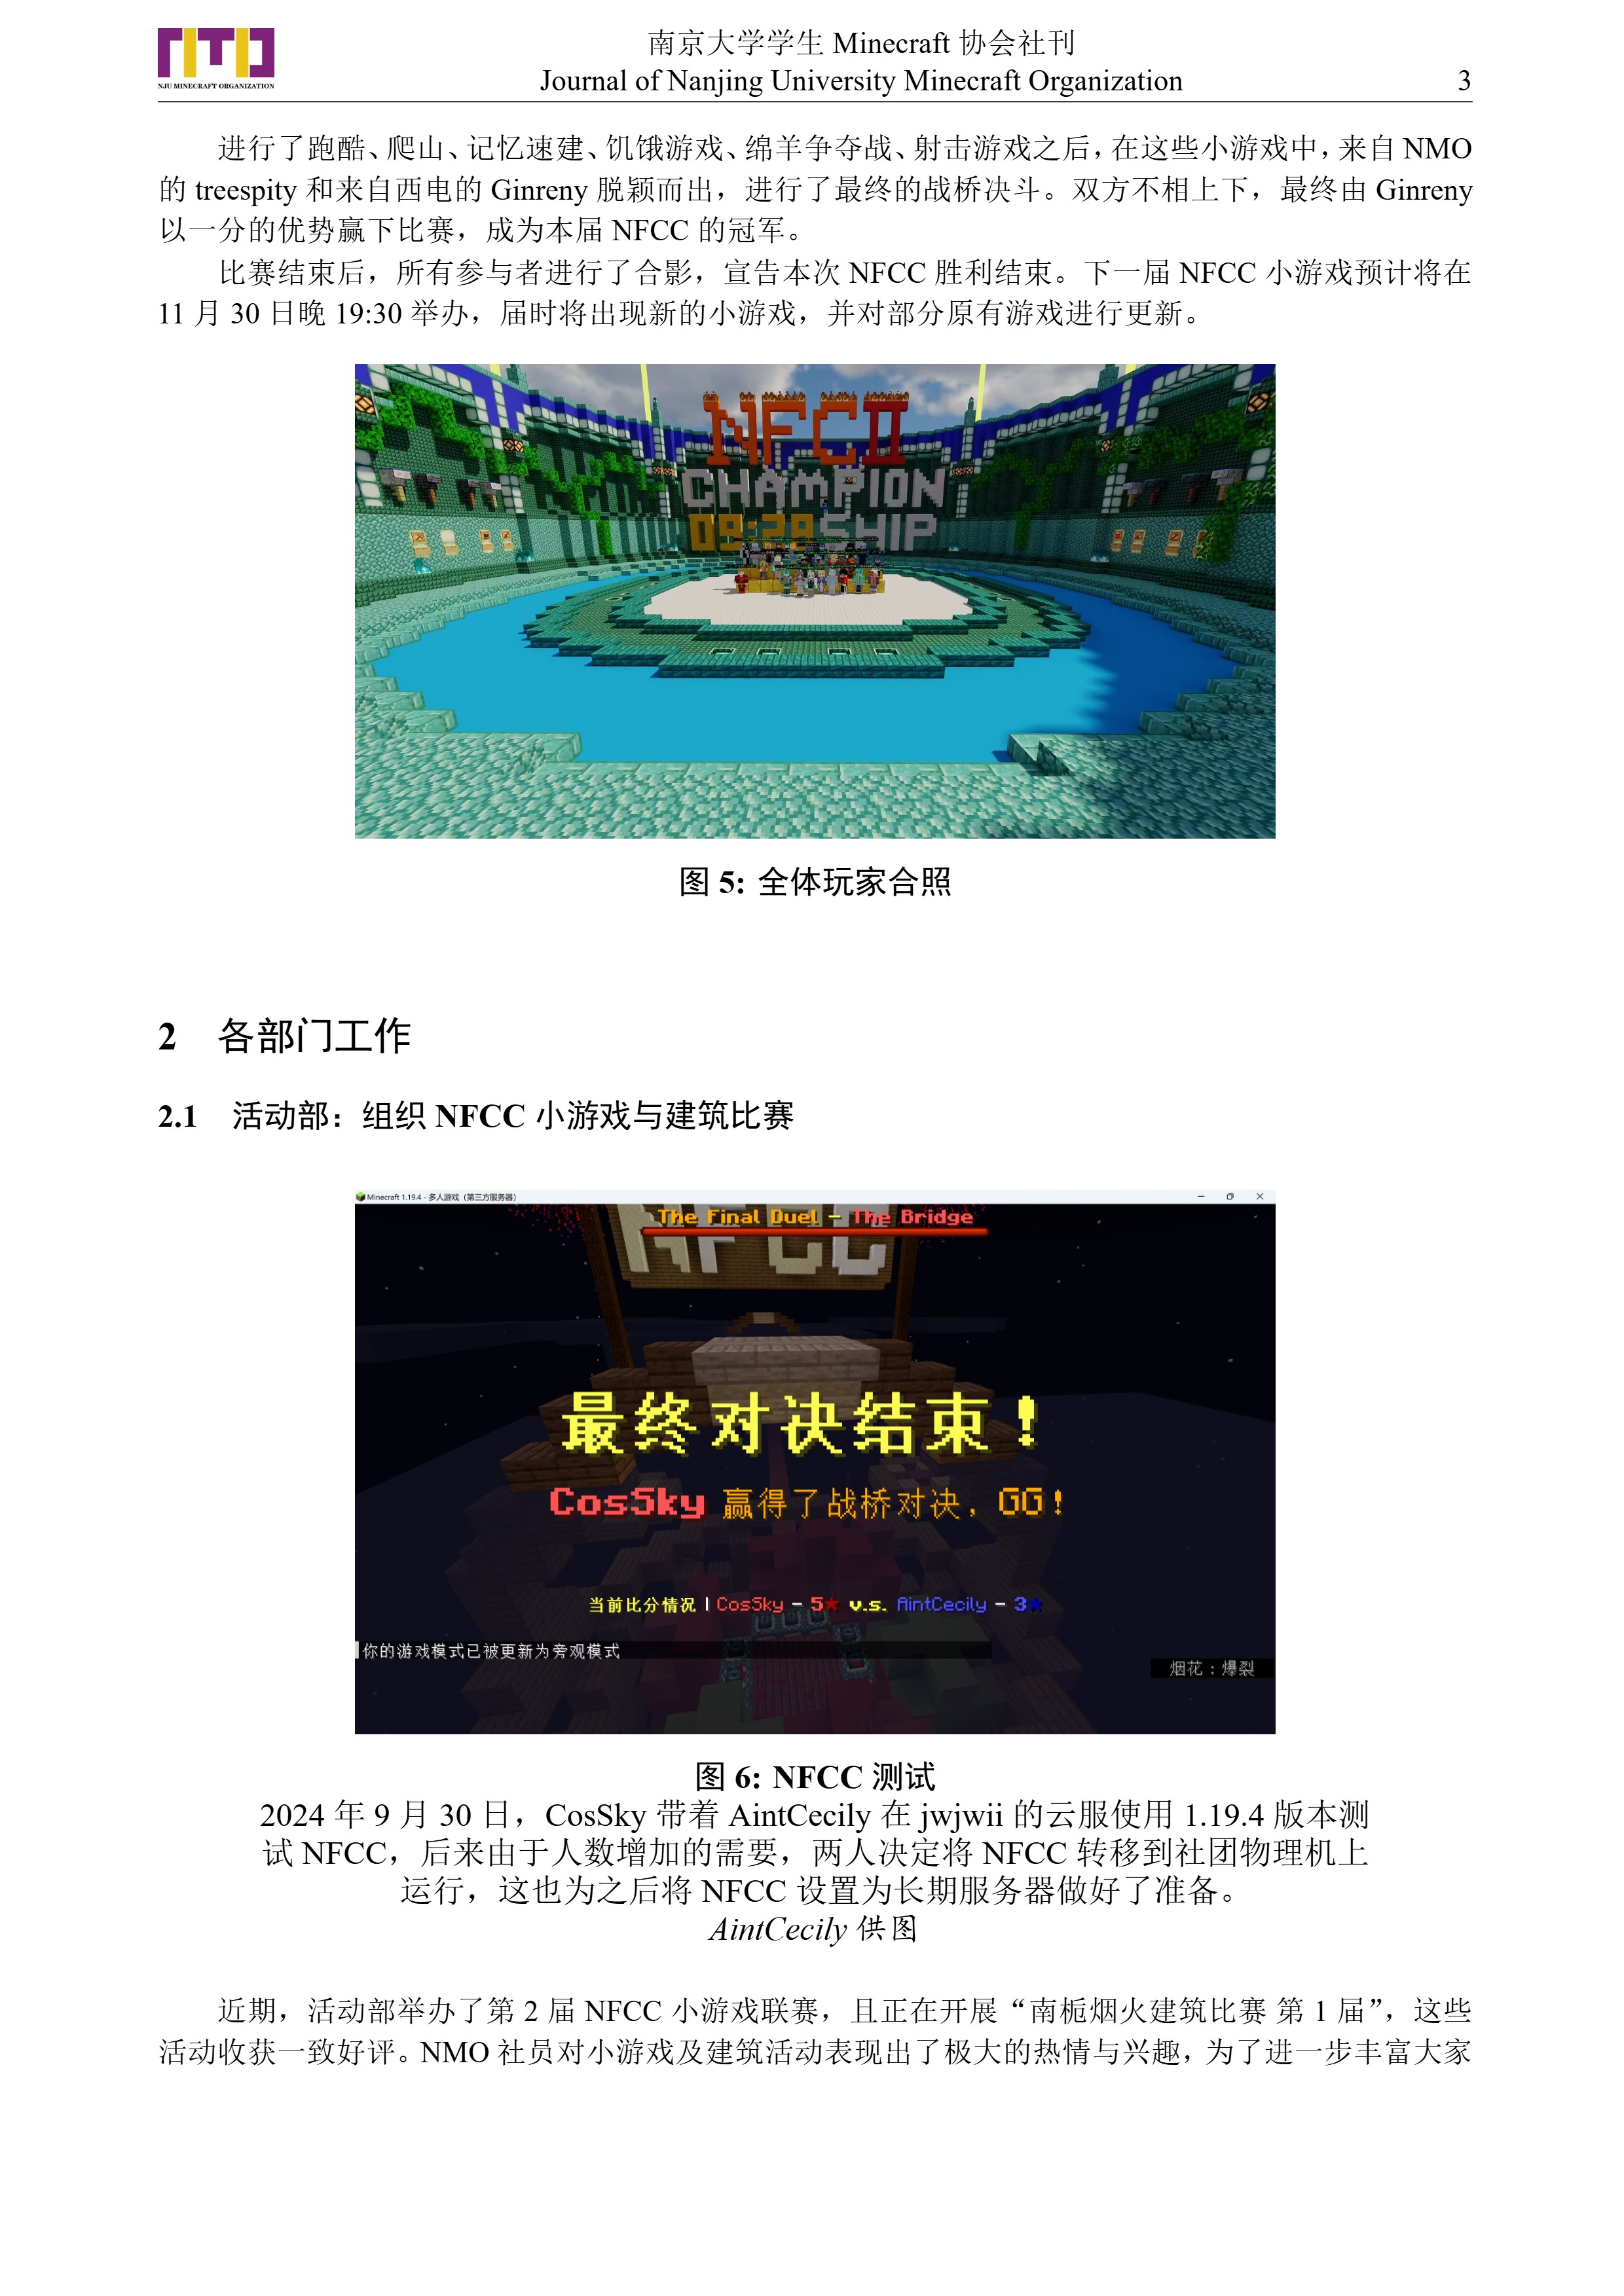 NJU MINECRAFT ORGANIZATION
南京大学学生 Minecraft 协会社刊
Journal of Nanjing University Minecraft Organization
3
进行了跑酷、爬山、记忆速建、饥饿游戏、绵羊争夺战、射击游戏之后，在这些小游戏中，来自 NMO
的 treespity 和来自西电的 Ginreny 脱颖而出，进行了最终的战桥决斗。双方不相上下，最终由 Ginreny
以一分的优势赢下比赛，成为本届 NFCC 的冠军。
比赛结束后，所有参与者进行了合影，宣告本次 NFCC 胜利结束。下一届 NFCC 小游戏预计将在
11 月 30 日晚 19:30 举办，届时将出现新的小游戏，并对部分原有游戏进行更新。
NFCII
CHAMPION
09:29 SHIP
图 5: 全体玩家合照
2 各部门工作
2.1 活动部：组织 NFCC 小游戏与建筑比赛
Minecraft 1.19.4 - 多人游戏（第三方服务器）
The Final Duel - The Bridge
NFCC
最终对决结束！
CosSky 赢得了战桥对决，GG！
当前比分情况 | CosSky - 5★ v.s. AintCecily - 3★
你的游戏模式已被更新为旁观模式
烟花：爆裂
图 6: NFCC 测试
2024 年 9 月 30 日，CosSky 带着 AintCecily 在 jwjwii 的云服使用 1.19.4 版本测
试 NFCC，后来由于人数增加的需要，两人决定将 NFCC 转移到社团物理机上
运行，这也为之后将 NFCC 设置为长期服务器做好了准备。
AintCecily 供图
近期，活动部举办了第 2 届 NFCC 小游戏联赛，且正在开展“南栀烟火建筑比赛 第 1 届”，这些
活动收获一致好评。NMO 社员对小游戏及建筑活动表现出了极大的热情与兴趣，为了进一步丰富大家